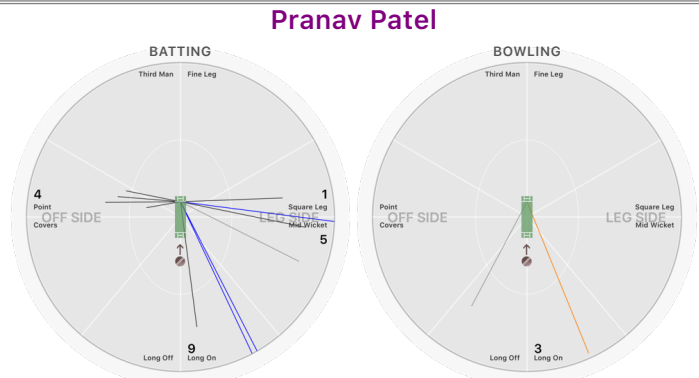 Pranav Patel
BATTING
Third Man Fine Leg
4
Point
OFF SIDE
Covers
1
Square Leg
LEG SIDE
Mid Wicket
5
9
Long Off Long On
BOWLING
Third Man Fine Leg
Point
OFF SIDE
Covers
Square Leg
LEG SIDE
Mid Wicket
3
Long Off Long On